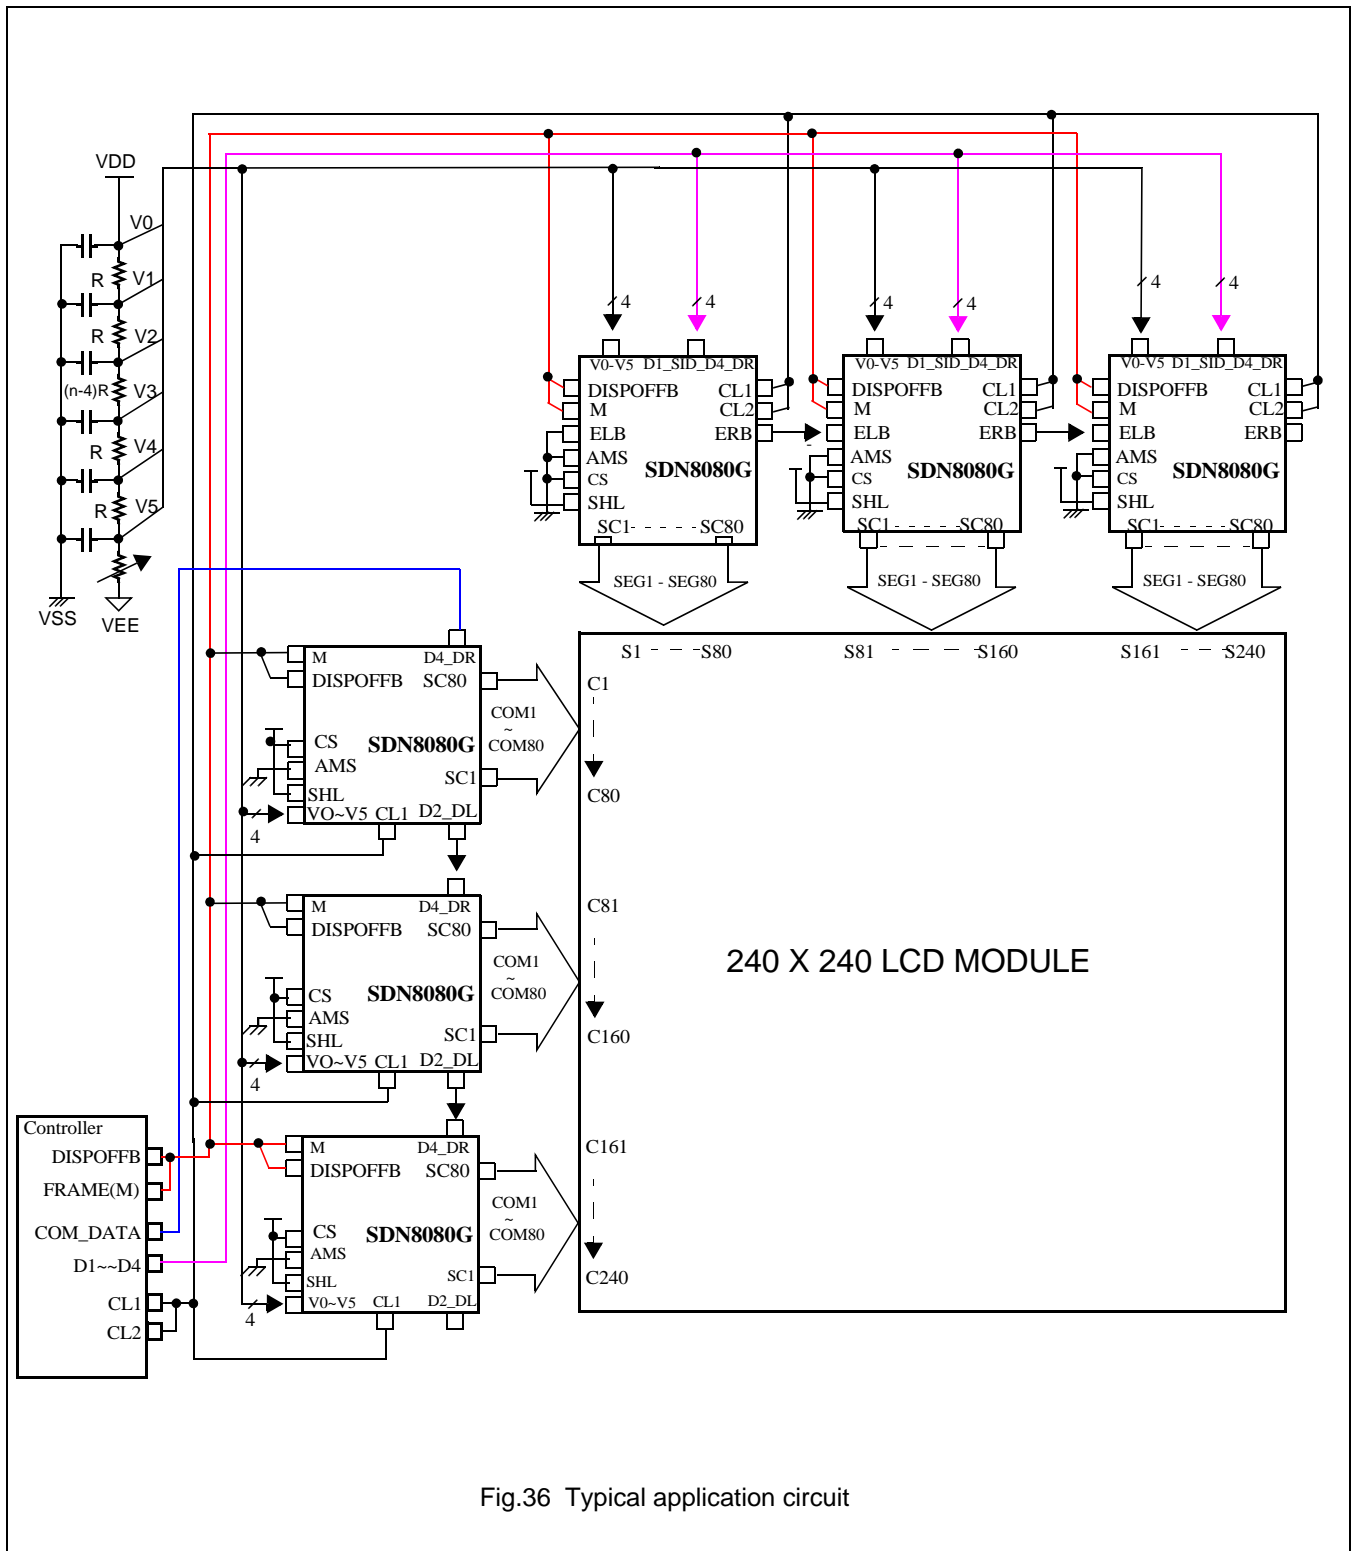 VDD
V0
R
V1
R
V2
(n-4)R
V3
R
V4
R
V5
VSS
VEE
4
4
4
4
4
4
V0-V5 D1_SID_D4_DR
DISPOFFB CL1
M CL2
ELB ERB
AMS
SDN8080G
CS
SHL
SC1 - - - - - SC80
SEG1 - SEG80
V0-V5 D1_SID_D4_DR
DISPOFFB CL1
M CL2
ELB ERB
AMS
SDN8080G
CS
SHL
SC1 - - - - - SC80
SEG1 - SEG80
V0-V5 D1_SID_D4_DR
DISPOFFB CL1
M CL2
ELB ERB
AMS
SDN8080G
CS
SHL
SC1 - - - - - SC80
SEG1 - SEG80
S1 - — -S80
S81 - — — - S160
S161 - - — -S240
M D4_DR
DISPOFFB SC80
CS SDN8080G
AMS
SC1
SHL
VO~V5 CL1 D2_DL
4
COM1
~
COM80
C1
C80
M D4_DR
DISPOFFB SC80
CS SDN8080G
AMS
SC1
SHL
VO~V5 CL1 D2_DL
4
COM1
~
COM80
C81
C160
240 X 240 LCD MODULE
M D4_DR
DISPOFFB SC80
CS SDN8080G
AMS
SC1
SHL
V0~V5 CL1 D2_DL
4
COM1
~
COM80
C161
C240
Controller
DISPOFFB
FRAME(M)
COM_DATA
D1~~D4
CL1
CL2
Fig.36 Typical application circuit